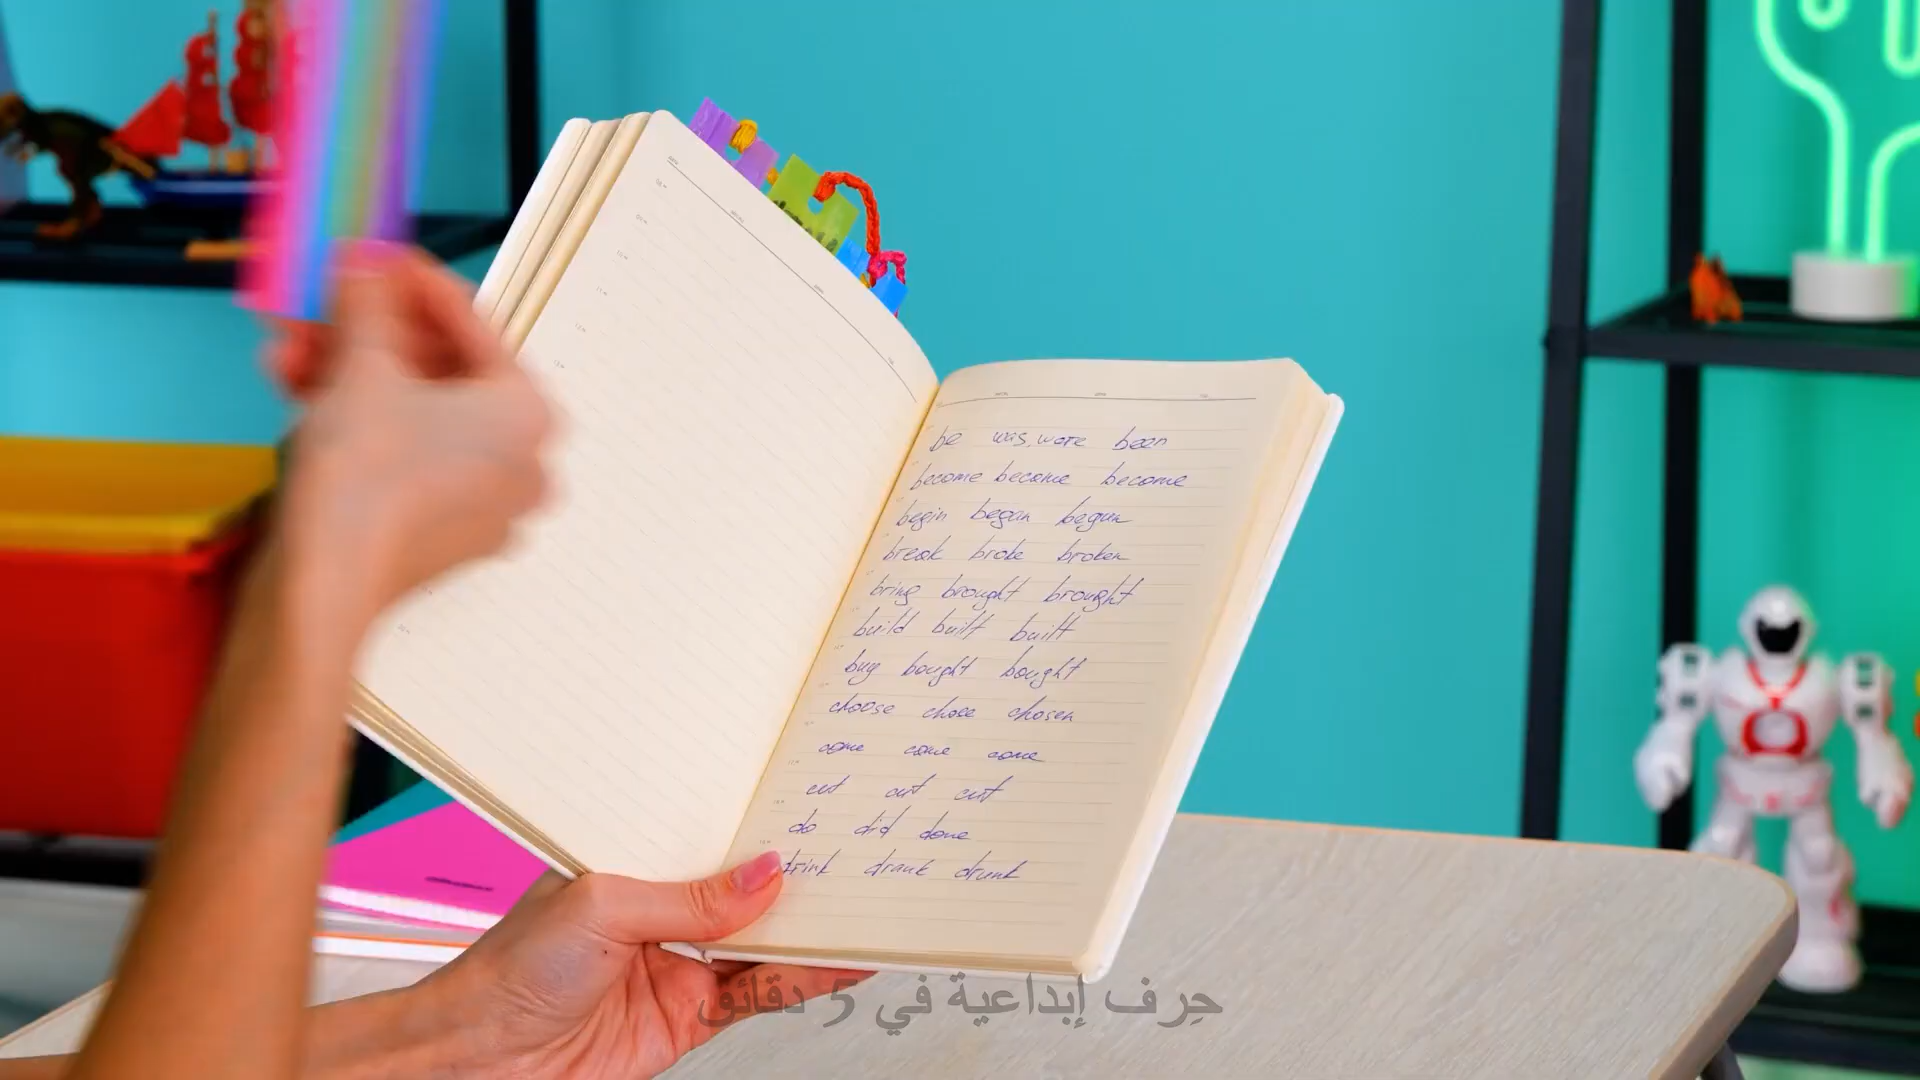 be was, were been
become became become
begin began begun
break broke broken
bring brought brought
build built built
buy bought bought
choose chose chosen
come came come
cut cut cut
do did done
drink drank drunk
حِرف إبداعية في 5 دقائق